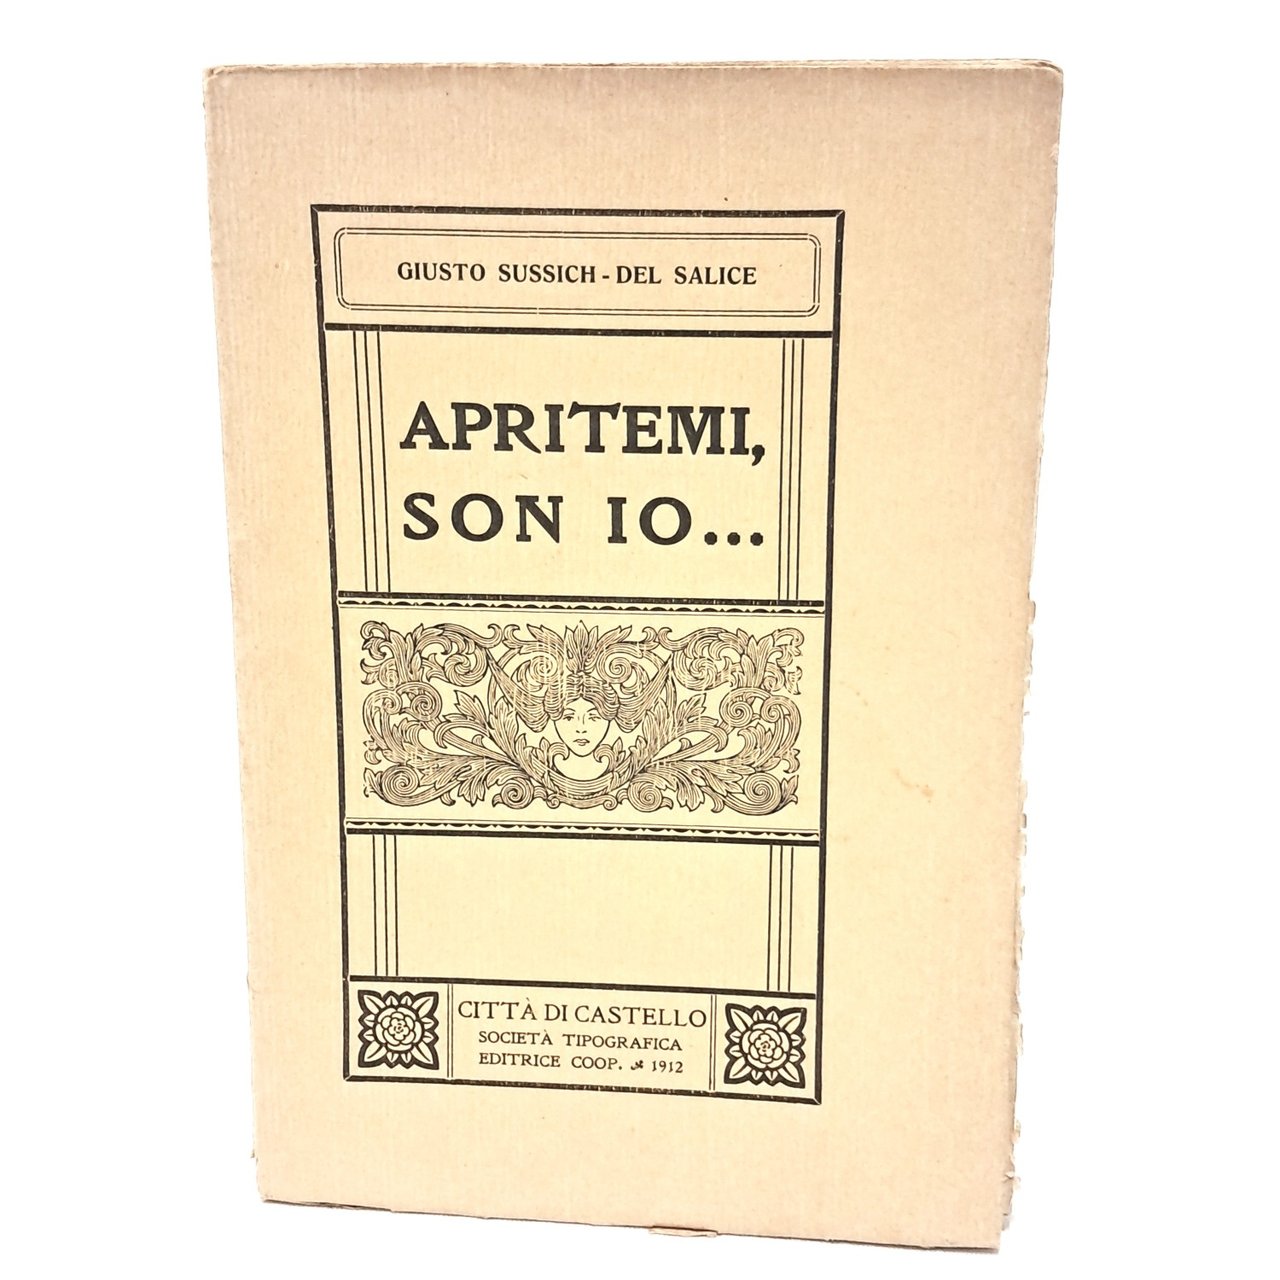 GIUSTO SUSSICH - DEL SALICE
APRITEMI,
SON IO...
CITTÀ DI CASTELLO
SOCIETÀ TIPOGRAFICA
EDITRICE COOP. 1912